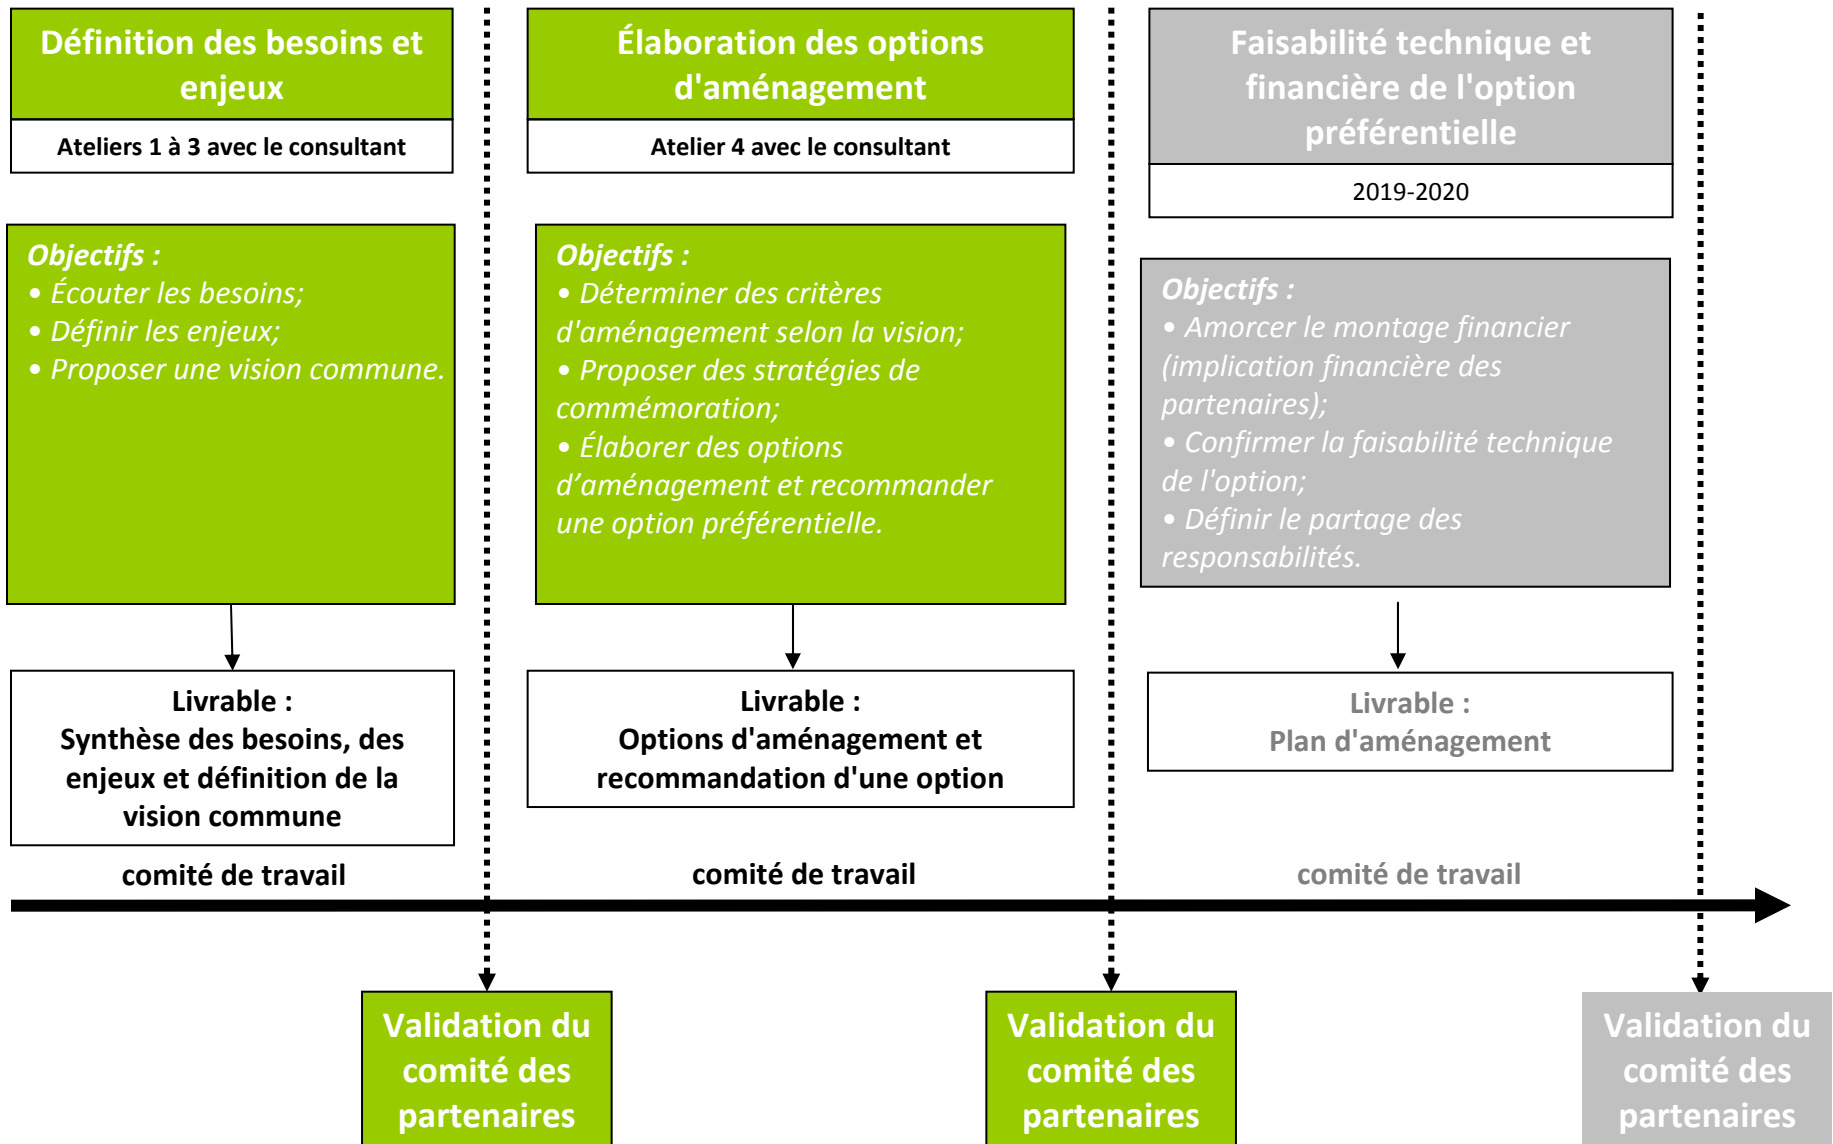 Définition des besoins et
enjeux
Ateliers 1 à 3 avec le consultant
Objectifs :
• Écouter les besoins;
• Définir les enjeux;
• Proposer une vision commune.
Livrable :
Synthèse des besoins, des
enjeux et définition de la
vision commune
comité de travail
Validation du
comité des
partenaires
Élaboration des options
d'aménagement
Atelier 4 avec le consultant
Objectifs :
• Déterminer des critères
d'aménagement selon la vision;
• Proposer des stratégies de
commémoration;
• Élaborer des options
d’aménagement et recommander
une option préférentielle.
Livrable :
Options d'aménagement et
recommandation d'une option
comité de travail
Validation du
comité des
partenaires
Faisabilité technique et
financière de l'option
préférentielle
2019-2020
Objectifs :
• Amorcer le montage financier
(implication financière des
partenaires);
• Confirmer la faisabilité technique
de l'option;
• Définir le partage des
responsabilités.
Livrable :
Plan d'aménagement
comité de travail
Validation du
comité des
partenaires